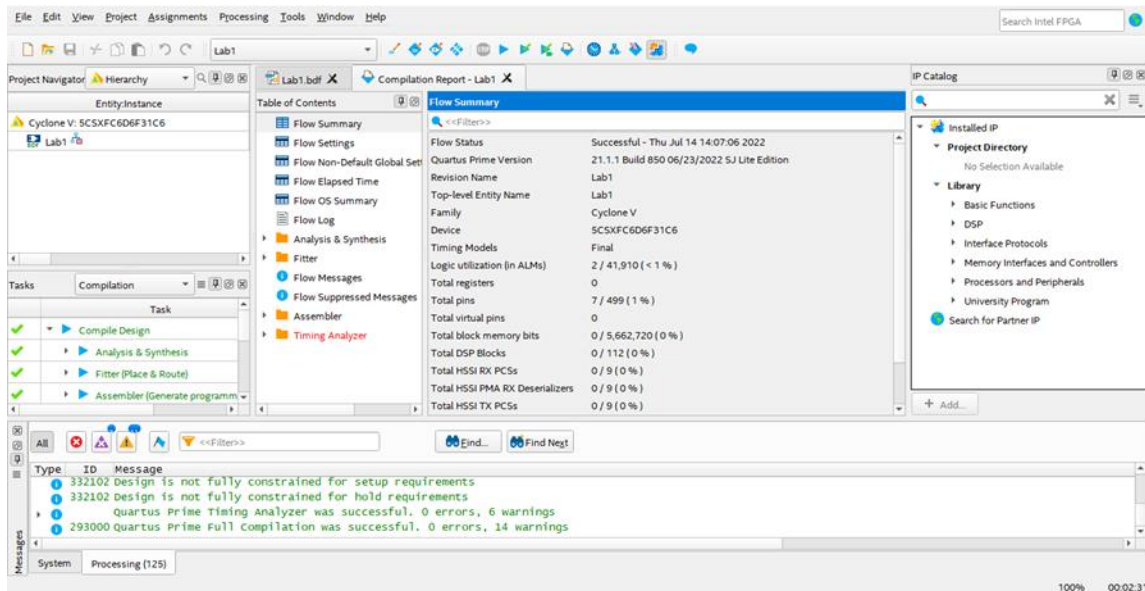 File Edit View Project Assignments Processing Tools Window Help
Search Intel FPGA
Lab1
Project Navigator Hierarchy
Entity:Instance
Cyclone V: 5CSXFC6D6F31C6
Lab1
Tasks Compilation
Task
Compile Design
Analysis & Synthesis
Fitter (Place & Route)
Assembler (Generate programm
Lab1.bdf X
Compilation Report - Lab1 X
Table of Contents
Flow Summary
Flow Settings
Flow Non-Default Global Sett
Flow Elapsed Time
Flow OS Summary
Flow Log
Analysis & Synthesis
Fitter
Flow Messages
Flow Suppressed Messages
Assembler
Timing Analyzer
Flow Summary
<<Filter>>
Flow Status Successful - Thu Jul 14 14:07:06 2022
Quartus Prime Version 21.1.1 Build 850 06/23/2022 SJ Lite Edition
Revision Name Lab1
Top-level Entity Name Lab1
Family Cyclone V
Device 5CSXFC6D6F31C6
Timing Models Final
Logic utilization (in ALMs) 2 / 41,910 ( < 1 % )
Total registers 0
Total pins 7 / 499 ( 1 % )
Total virtual pins 0
Total block memory bits 0 / 5,662,720 ( 0 % )
Total DSP Blocks 0 / 112 ( 0 % )
Total HSSI RX PCSs 0 / 9 ( 0 % )
Total HSSI PMA RX Deserializers 0 / 9 ( 0 % )
Total HSSI TX PCSs 0 / 9 ( 0 % )
IP Catalog
Installed IP
Project Directory
No Selection Available
Library
Basic Functions
DSP
Interface Protocols
Memory Interfaces and Controllers
Processors and Peripherals
University Program
Search for Partner IP
+ Add...
All <<Filter>> Find... Find Next
Type ID Message
332102 Design is not fully constrained for setup requirements
332102 Design is not fully constrained for hold requirements
Quartus Prime Timing Analyzer was successful. 0 errors, 6 warnings
293000 Quartus Prime Full Compilation was successful. 0 errors, 14 warnings
System Processing (125)
Messages
100% 00:02:3